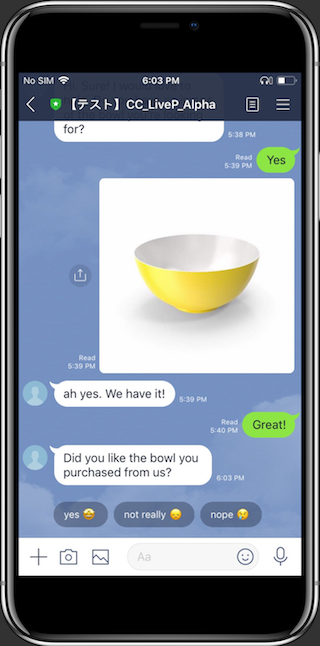 No SIM 6:03 PM
【テスト】CC_LiveP_Alpha
for?
5:38 PM
Read
5:39 PM
Yes
Read
5:39 PM
ah yes. We have it!
5:39 PM
Read
5:40 PM
Great!
Did you like the bowl you
purchased from us?
6:03 PM
yes 🤩 not really 😞 nope 😢
Aa